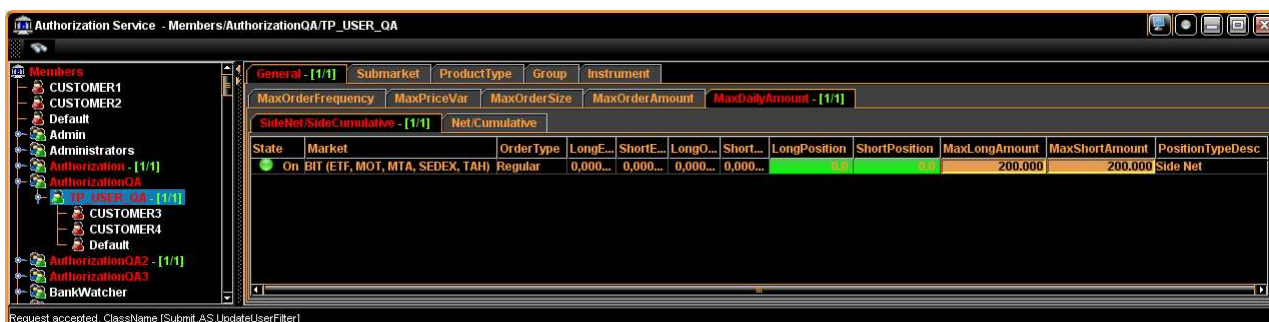 Authorization Service - Members/AuthorizationQA/TP_USER_QA
Members
CUSTOMER1
CUSTOMER2
Default
Admin
Administrators
Authorization - [1/1]
AuthorizationQA
TP_USER_QA - [1/1]
CUSTOMER3
CUSTOMER4
Default
AuthorizationQA2 - [1/1]
AuthorizationQA3
BankWatcher
General - [1/1] Submarket ProductType Group Instrument
MaxOrderFrequency MaxPriceVar MaxOrderSize MaxOrderAmount MaxDailyAmount - [1/1]
SideNet/SideCumulative - [1/1] Net/Cumulative
State Market OrderType LongE... ShortE... LongO... Short... LongPosition ShortPosition MaxLongAmount MaxShortAmount PositionTypeDesc
On BIT (ETF, MOT, MTA, SEDEX, TAH) Regular 0,000... 0,000... 0,000... 0,000... 0,0 0,0 200.000 200.000 Side Net
Request accepted. ClassName [Submit.AS.UpdateUserFilter]